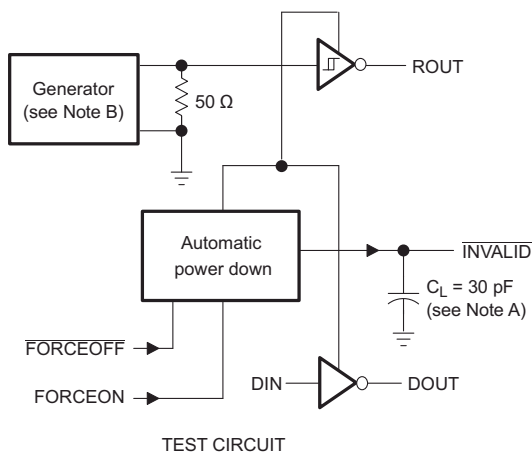 ROUT
Generator
(see Note B)
50 Ω
Automatic
power down
INVALID
C_L = 30 pF
(see Note A)
FORCEOFF
FORCEON
DIN
DOUT
TEST CIRCUIT